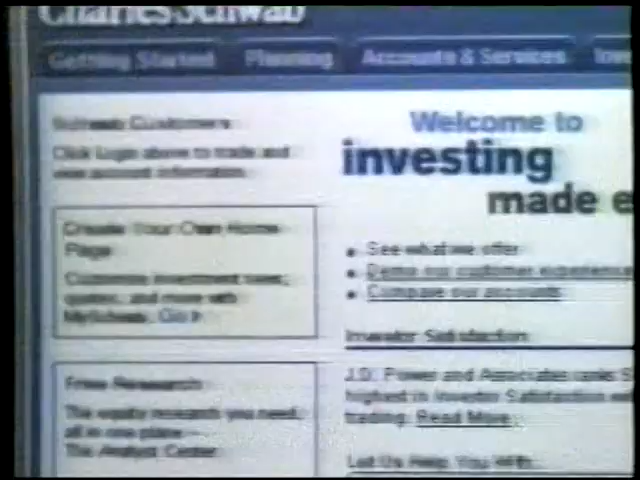 Charles Schwab
Getting Started Planning Accounts & Services
Welcome to
investing
made
Schwab Customers
Click Login above to trade and
view account information.
Create Your Own Home
Page
Customize investment news,
quotes, and more with
MySchwab. Go
Free Research
The equity research you need,
all in one place
The Analyst Center
See what we offer
Demo our customer experience
Compare our accounts
Investor Satisfaction
J.D. Power and Associates ranks
highest in Investor Satisfaction
trading. Read More
Let Us Help You With